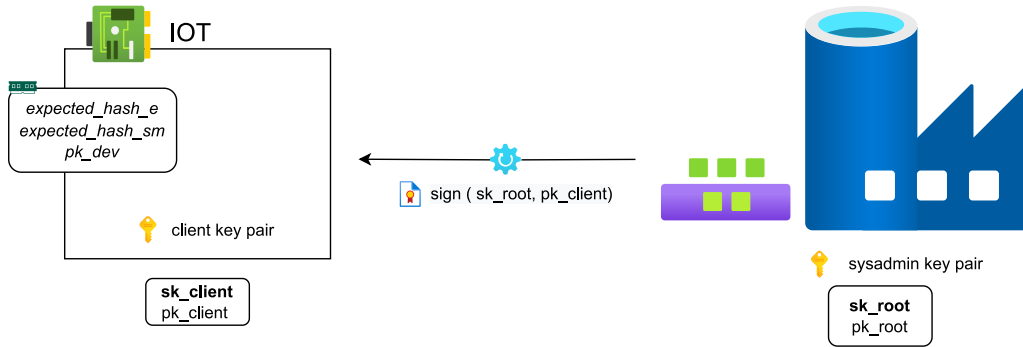 IOT
expected_hash_e
expected_hash_sm
pk_dev
sign ( sk_root, pk_client)
client key pair
sk_client
pk_client
sysadmin key pair
sk_root
pk_root